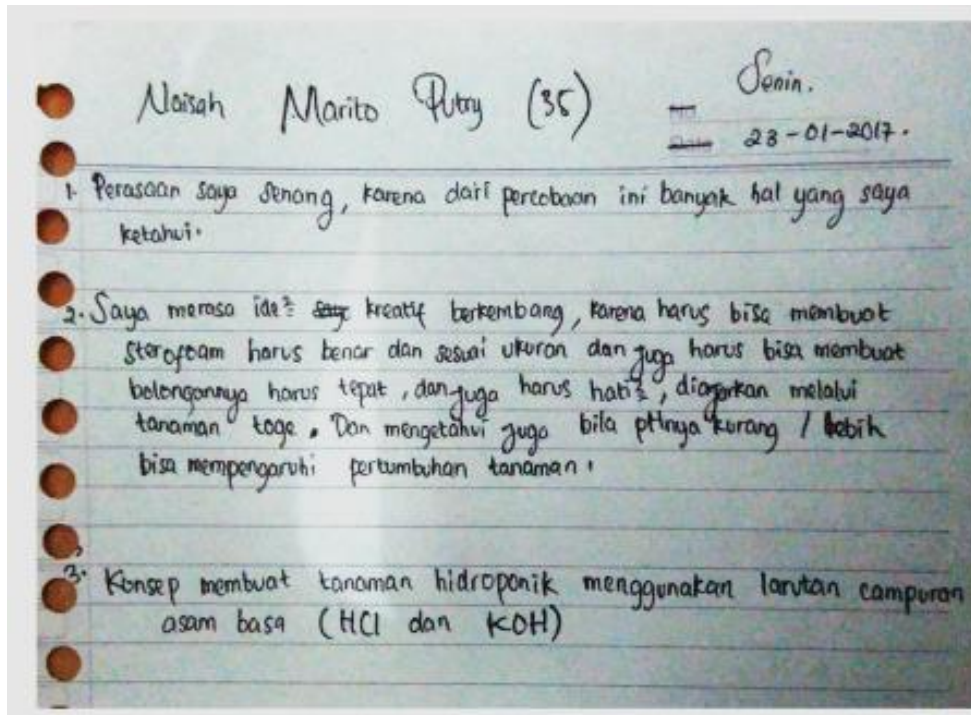 Naisah Marito Putry (35)
Senin.
No
Date 23-01-2017.
1. Perasaan saya senang, karena dari percobaan ini banyak hal yang saya
ketahui.
2. Saya merasa ide² saya kreatif berkembang, karena harus bisa membuat
sterofoam harus benar dan sesuai ukuran dan juga harus bisa membuat
bolongannya harus tepat, dan juga harus hati², diajarkan melalui
tanaman toge. Dan mengetahui juga bila pHnya kurang / lebih
bisa mempengaruhi pertumbuhan tanaman.
3. Konsep membuat tanaman hidroponik menggunakan larutan campuran
asam basa (HCl dan KOH)